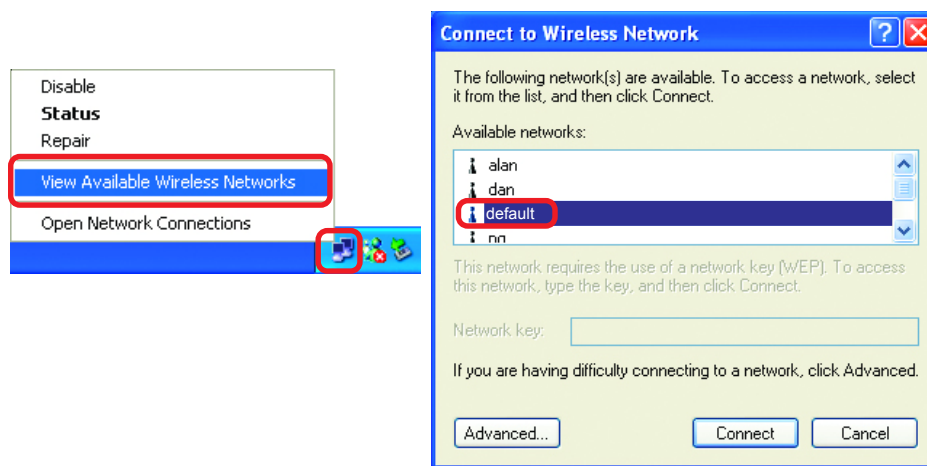 Disable
Status
Repair
View Available Wireless Networks
Open Network Connections
Connect to Wireless Network
The following network(s) are available. To access a network, select
it from the list, and then click Connect.
Available networks:
alan
dan
default
This network requires the use of a network key (WEP). To access
this network, type the key, and then click Connect.
Network key:
If you are having difficulty connecting to a network, click Advanced.
Advanced...
Connect
Cancel